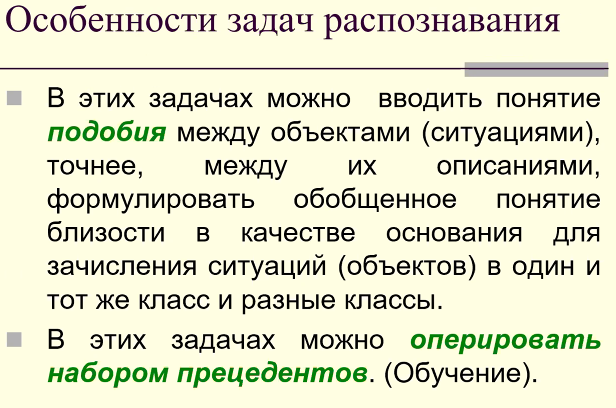 Особенности задач распознавания
В этих задачах можно вводить понятие
подобия между объектами (ситуациями),
точнее, между их описаниями,
формулировать обобщенное понятие
близости в качестве основания для
зачисления ситуаций (объектов) в один и
тот же класс и разные классы.
В этих задачах можно оперировать
набором прецедентов. (Обучение).